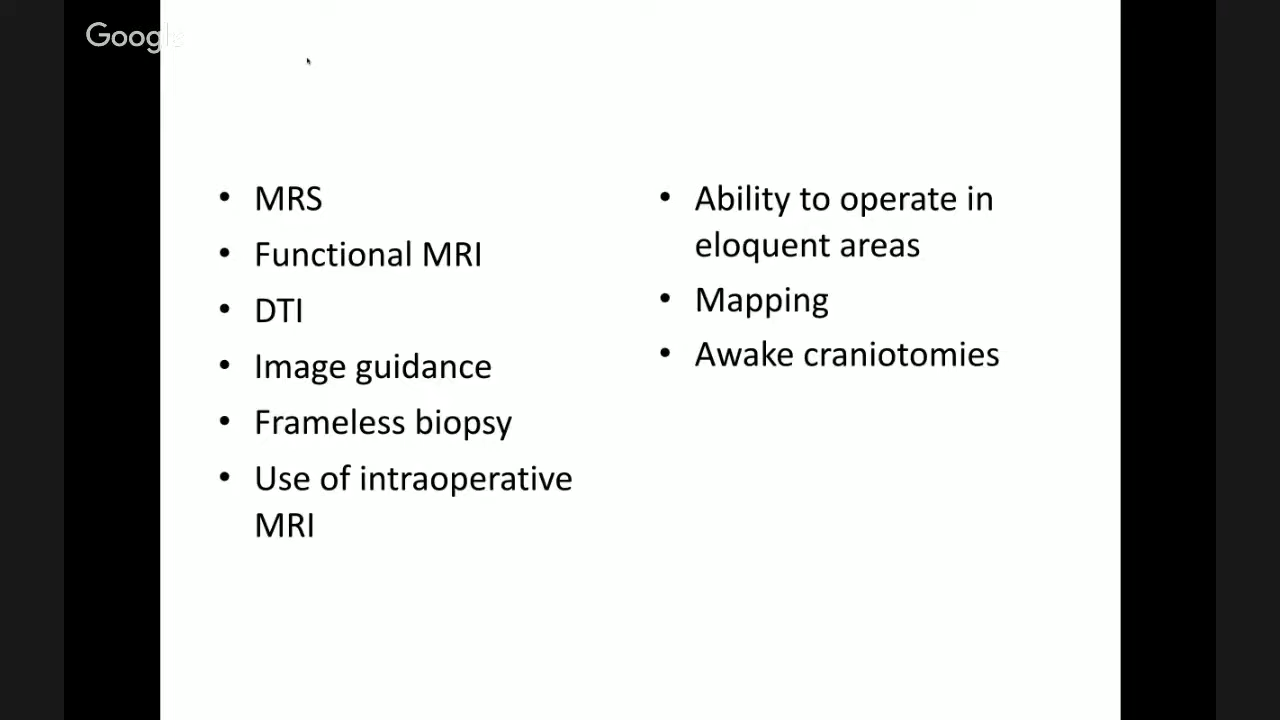 Google
• MRS
• Functional MRI
• DTI
• Image guidance
• Frameless biopsy
• Use of intraoperative
MRI
• Ability to operate in
eloquent areas
• Mapping
• Awake craniotomies